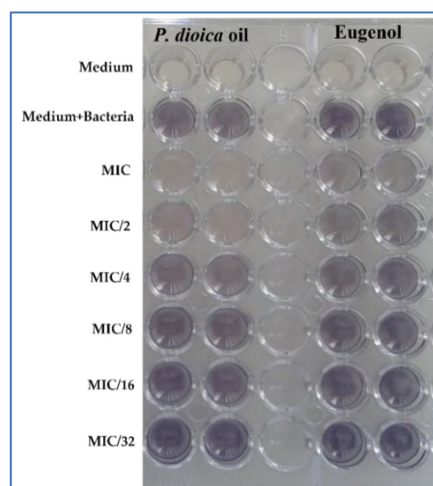 P. dioica oil Eugenol
Medium
Medium+Bacteria
MIC
MIC/2
MIC/4
MIC/8
MIC/16
MIC/32